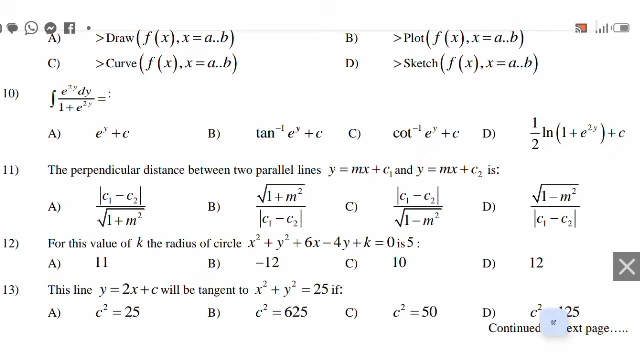 A) >Draw(f(x), x = a..b) B) >Plot(f(x), x = a..b)
C) >Curve(f(x), x = a..b) D) >Sketch(f(x), x = a..b)
10) ∫ e^{2y}dy / 1+e^{2y} = :
A) e^y + c B) tan⁻¹ e^y + c C) cot⁻¹ e^y + c D) 1/2 ln(1+e^{2y}) + c
11) The perpendicular distance between two parallel lines y = mx + c₁ and y = mx + c₂ is:
A) |c₁ − c₂| / √(1+m²) B) √(1+m²) / |c₁ − c₂| C) |c₁ − c₂| / √(1−m²) D) √(1−m²) / |c₁ − c₂|
12) For this value of k the radius of circle x² + y² + 6x − 4y + k = 0 is 5 :
A) 11 B) −12 C) 10 D) 12
13) This line y = 2x + c will be tangent to x² + y² = 25 if:
A) c² = 25 B) c² = 625 C) c² = 50 D) c² 125
Continued ext page.....